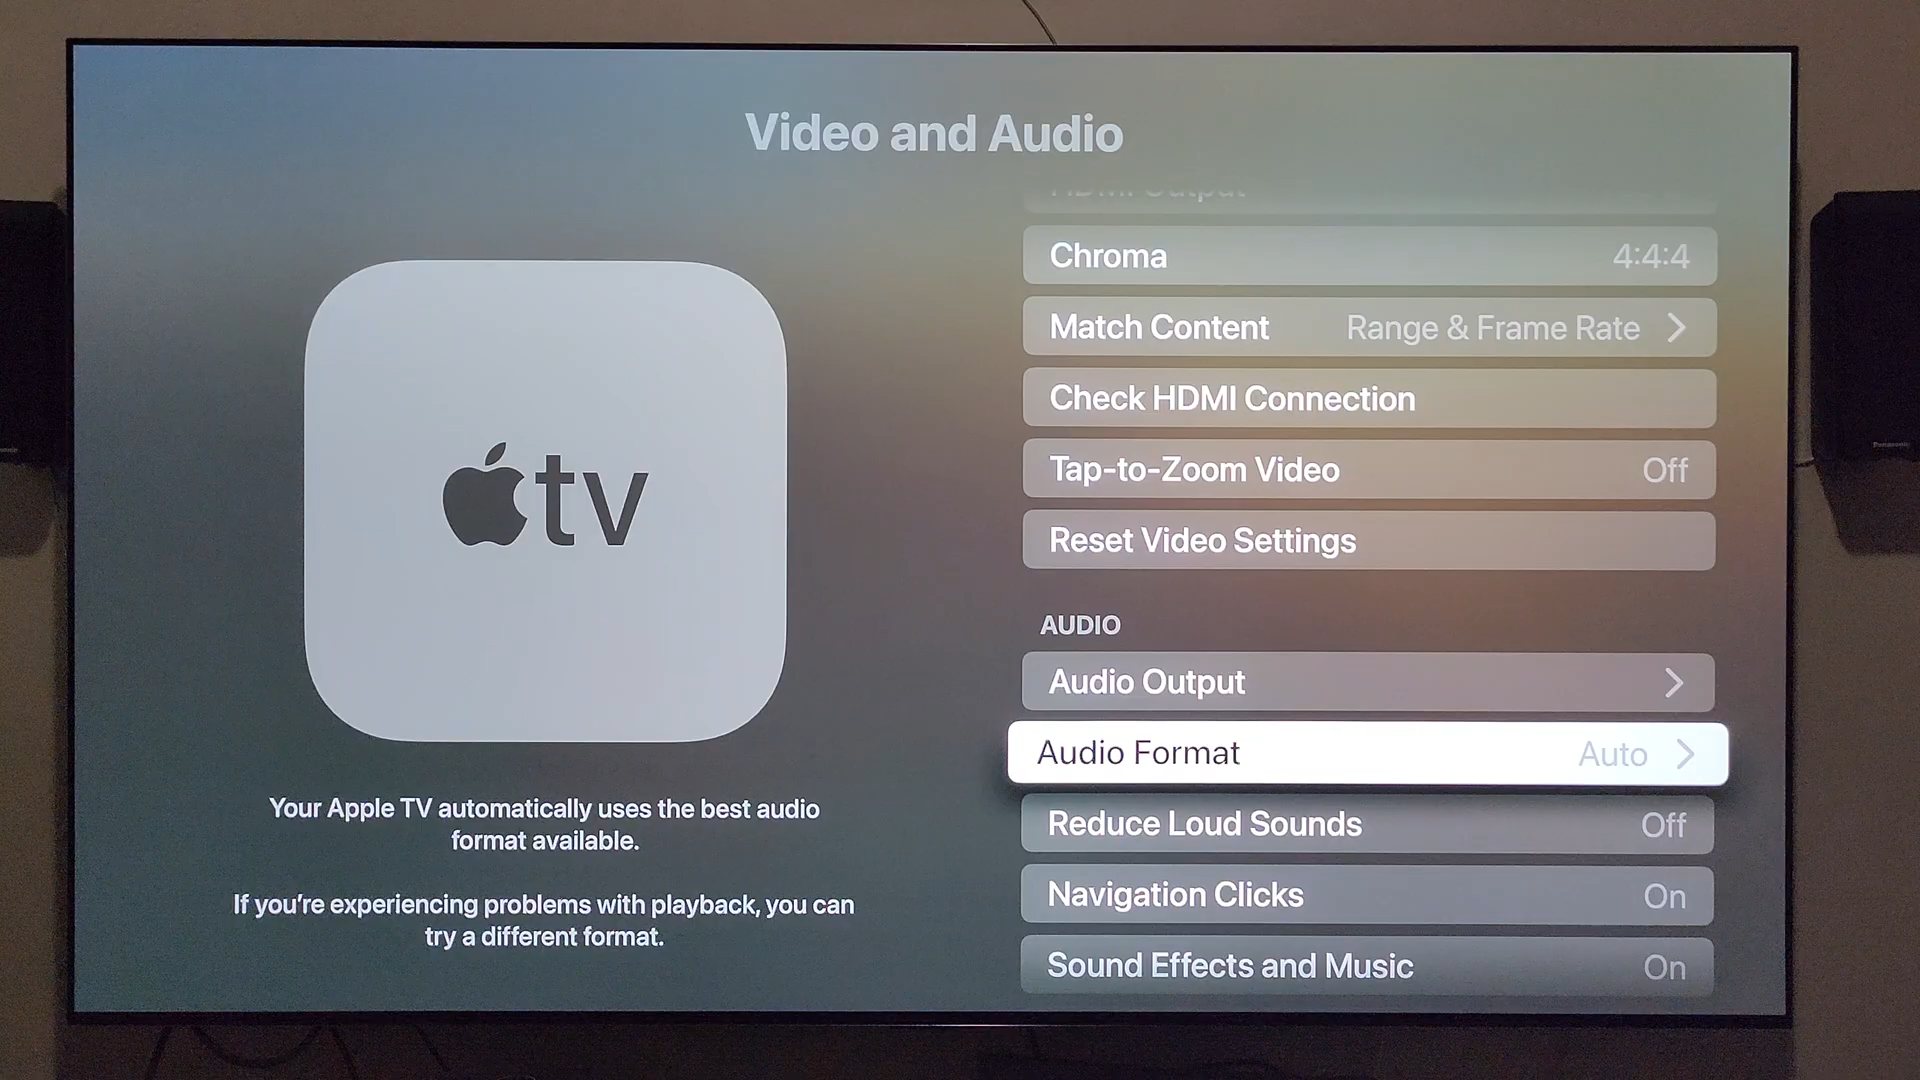 Video and Audio
HDMI Output
Chroma 4:4:4
Match Content Range & Frame Rate
Check HDMI Connection
Tap-to-Zoom Video Off
Reset Video Settings
AUDIO
Audio Output
Audio Format Auto
Reduce Loud Sounds Off
Navigation Clicks On
Sound Effects and Music On
tv
Your Apple TV automatically uses the best audio
format available.
If you're experiencing problems with playback, you can
try a different format.
Panasonic